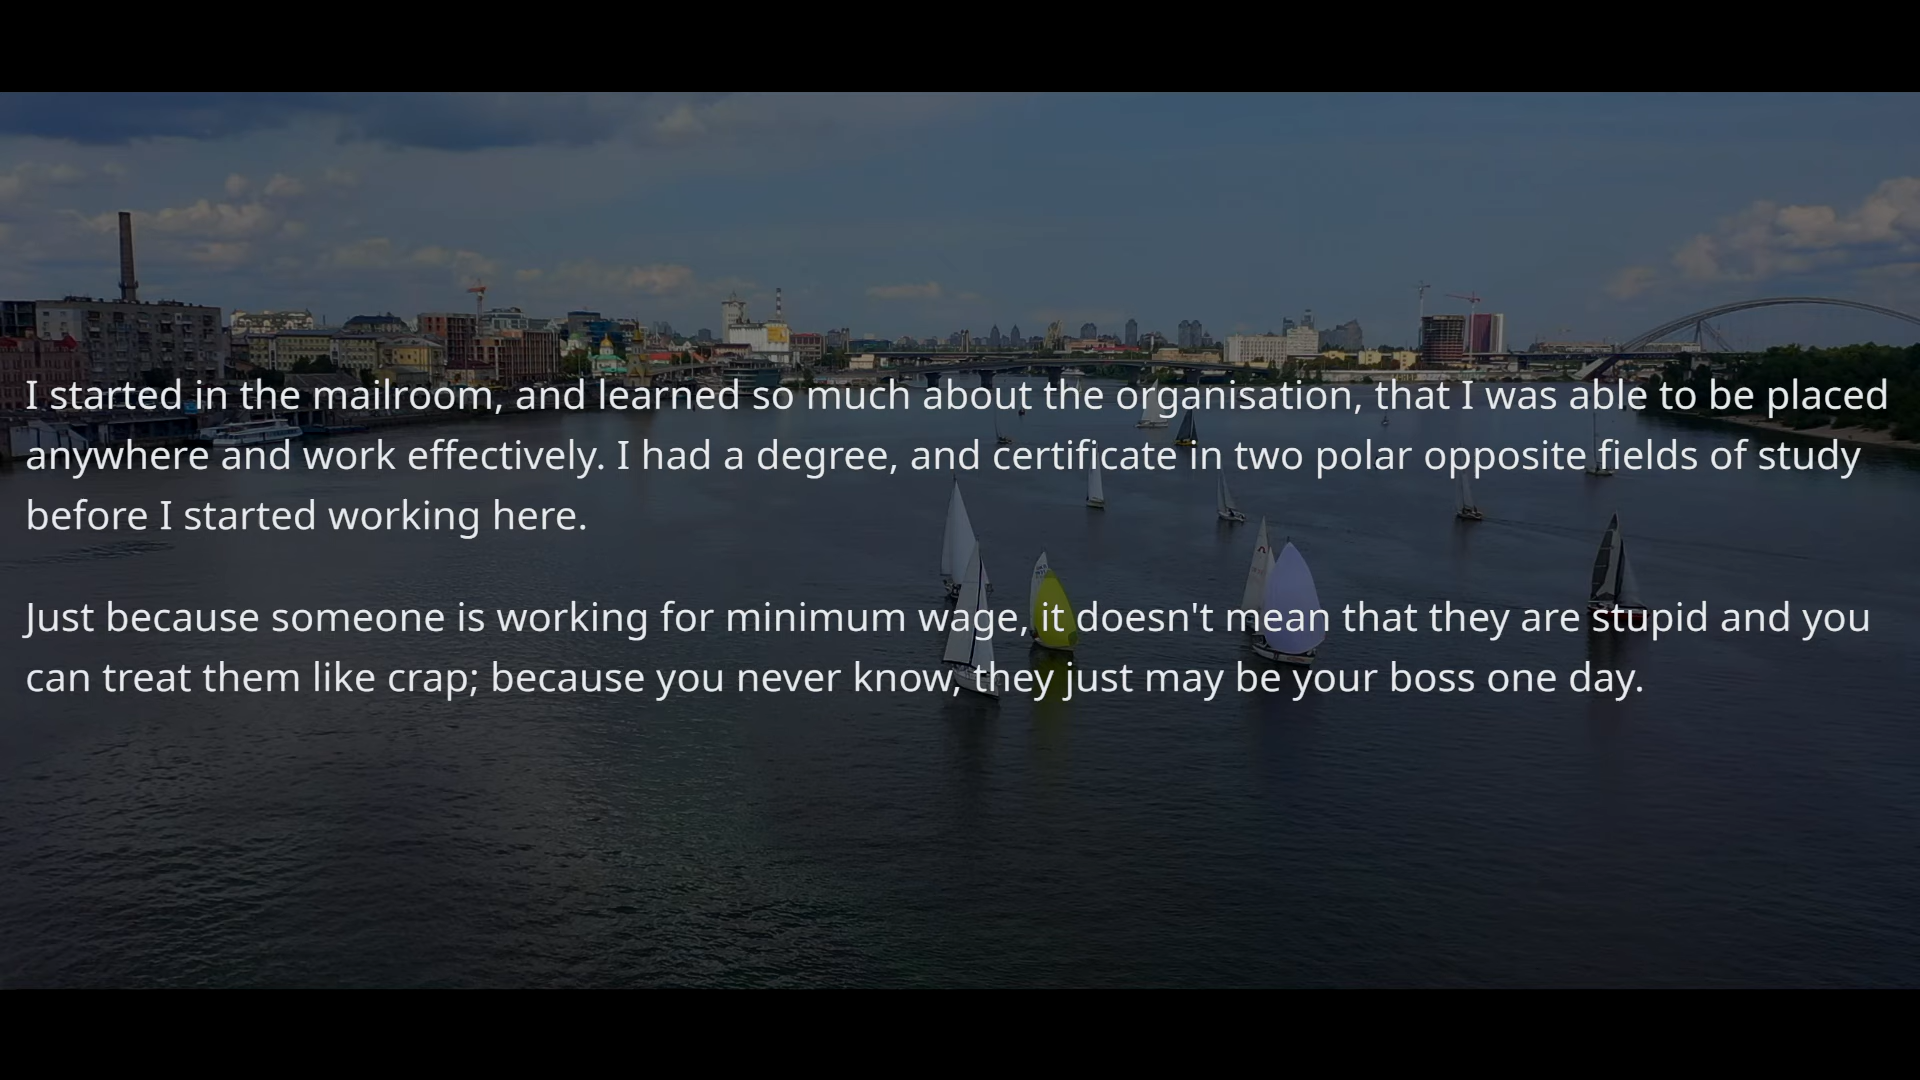 I started in the mailroom, and learned so much about the organisation, that I was able to be placed
anywhere and work effectively. I had a degree, and certificate in two polar opposite fields of study
before I started working here.
Just because someone is working for minimum wage, it doesn't mean that they are stupid and you
can treat them like crap; because you never know, they just may be your boss one day.